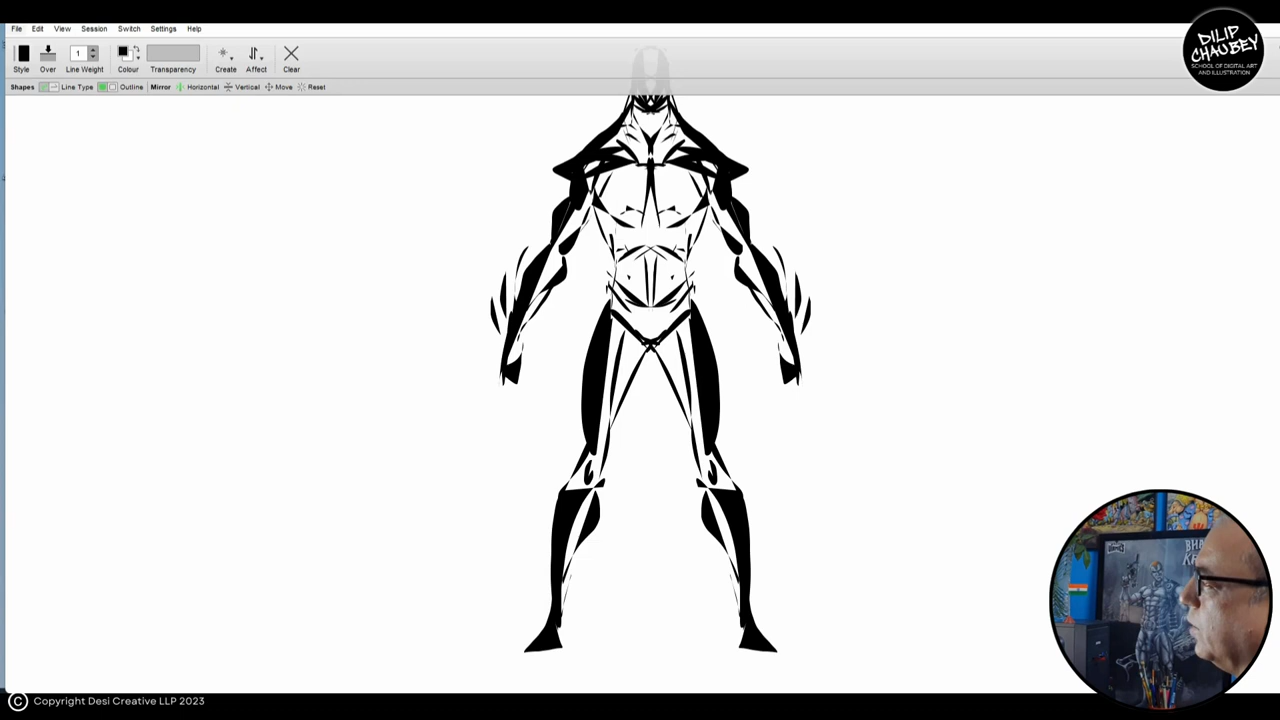 File Edit View Session Switch Settings Help
1
Style Over Line Weight Colour Transparency Create Affect Clear
Shapes Line Type Outline Mirror Horizontal Vertical Move Reset
DILIP
CHAUBEY
SCHOOL OF DIGITAL ART
AND ILLUSTRATION
© Copyright Desi Creative LLP 2023